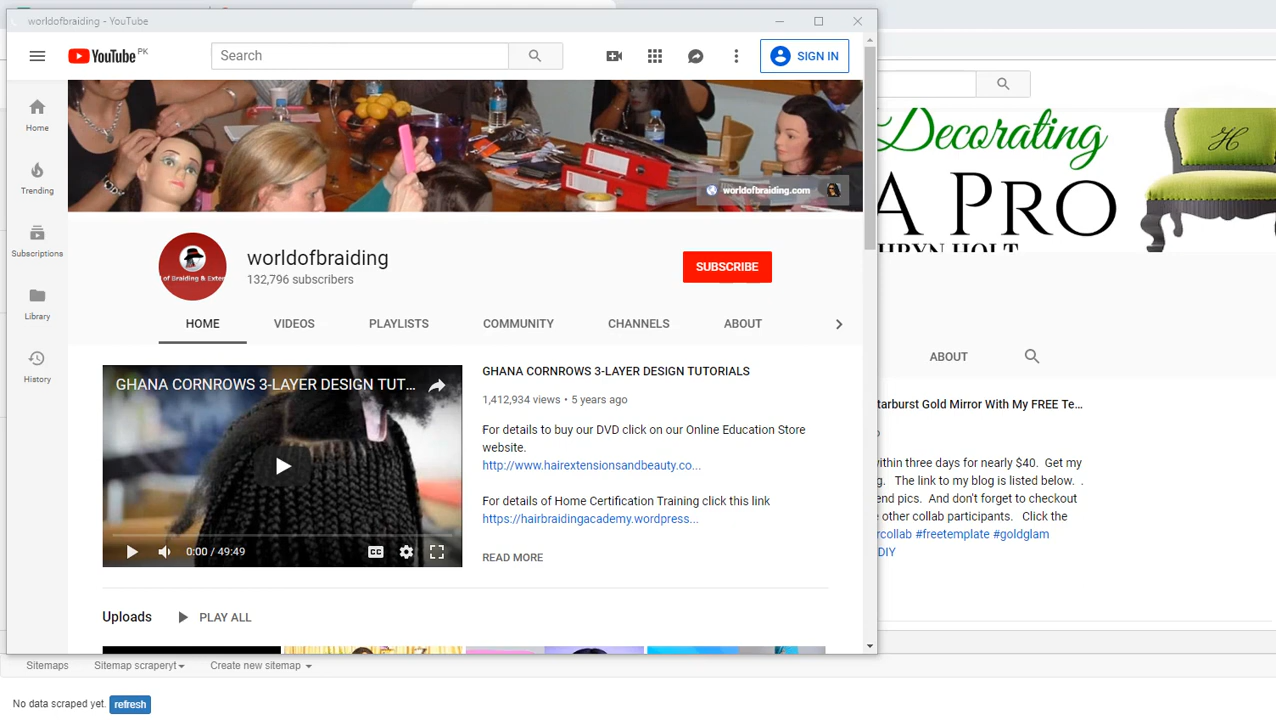 worldofbraiding - YouTube
YouTube PK
Search
SIGN IN
Home
Trending
Subscriptions
Library
History
worldofbraiding.com
of Braiding & Exten
worldofbraiding
132,796 subscribers
SUBSCRIBE
HOME VIDEOS PLAYLISTS COMMUNITY CHANNELS ABOUT
GHANA CORNROWS 3-LAYER DESIGN TUT...
0:00 / 49:49
CC
GHANA CORNROWS 3-LAYER DESIGN TUTORIALS
1,412,934 views • 5 years ago
For details to buy our DVD click on our Online Education Store
website.
http://www.hairextensionsandbeauty.co...
For details of Home Certification Training click this link
https://hairbraidingacademy.wordpress...
READ MORE
Uploads PLAY ALL
Decorating
H
A PRO
HRYN HOLT
ABOUT
tarburst Gold Mirror With My FREE Te...
within three days for nearly $40. Get my
g. The link to my blog is listed below. .
end pics. And don't forget to checkout
e other collab participants. Click the
rcollab #freetemplate #goldglam
DIY
Sitemaps Sitemap scraperyt Create new sitemap
No data scraped yet. refresh